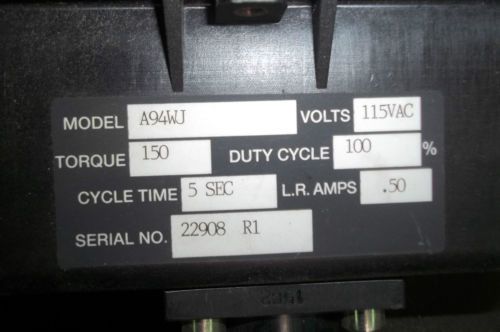 MODEL A94WJ VOLTS 115VAC
TORQUE 150 DUTY CYCLE 100 %
CYCLE TIME 5 SEC L.R. AMPS .50
SERIAL NO. 22908 R1